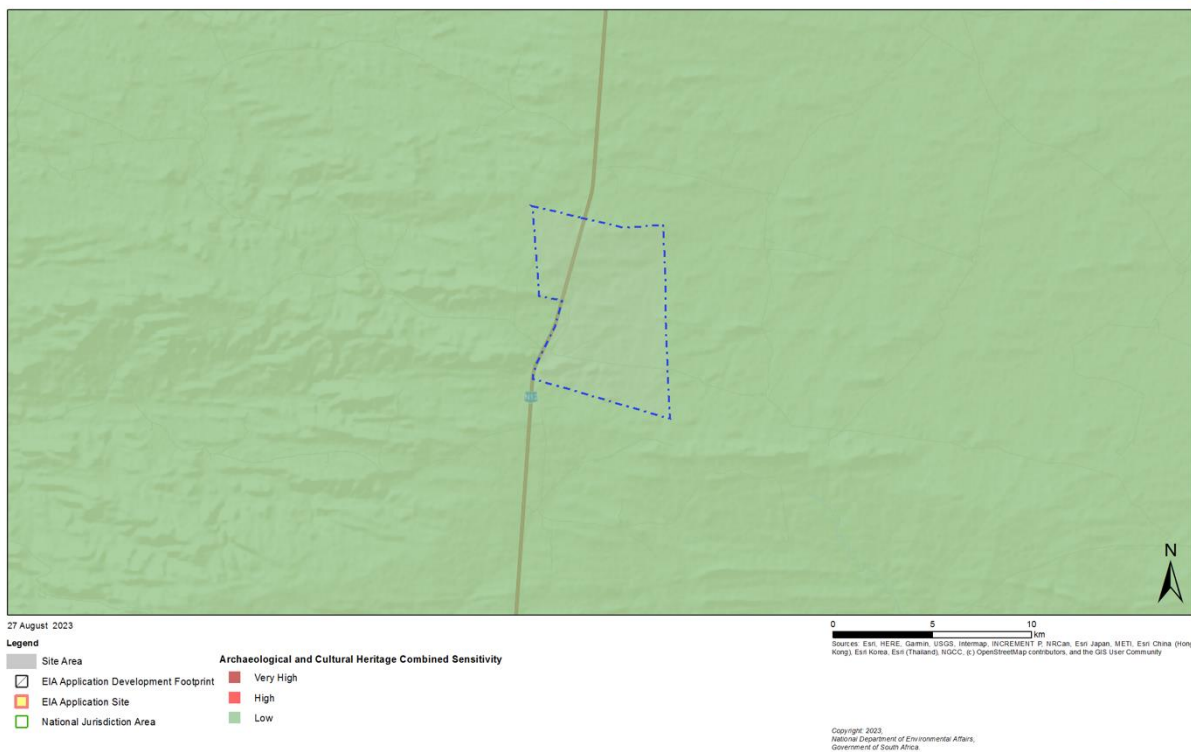 N
27 August 2023
Legend
Site Area
EIA Application Development Footprint
EIA Application Site
National Jurisdiction Area
Archaeological and Cultural Heritage Combined Sensitivity
Very High
High
Low
0 5 10
km
Sources: Esri, HERE, Garmin, USGS, Intermap, INCREMENT P, NRCan, Esri Japan, METI, Esri China (Hong
Kong), Esri Korea, Esri (Thailand), NGCC, (c) OpenStreetMap contributors, and the GIS User Community
Copyright: 2023,
National Department of Environmental Affairs,
Government of South Africa.